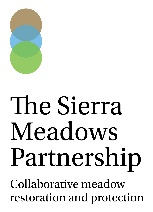 The Sierra
Meadows
Partnership
Collaborative meadow
restoration and protection